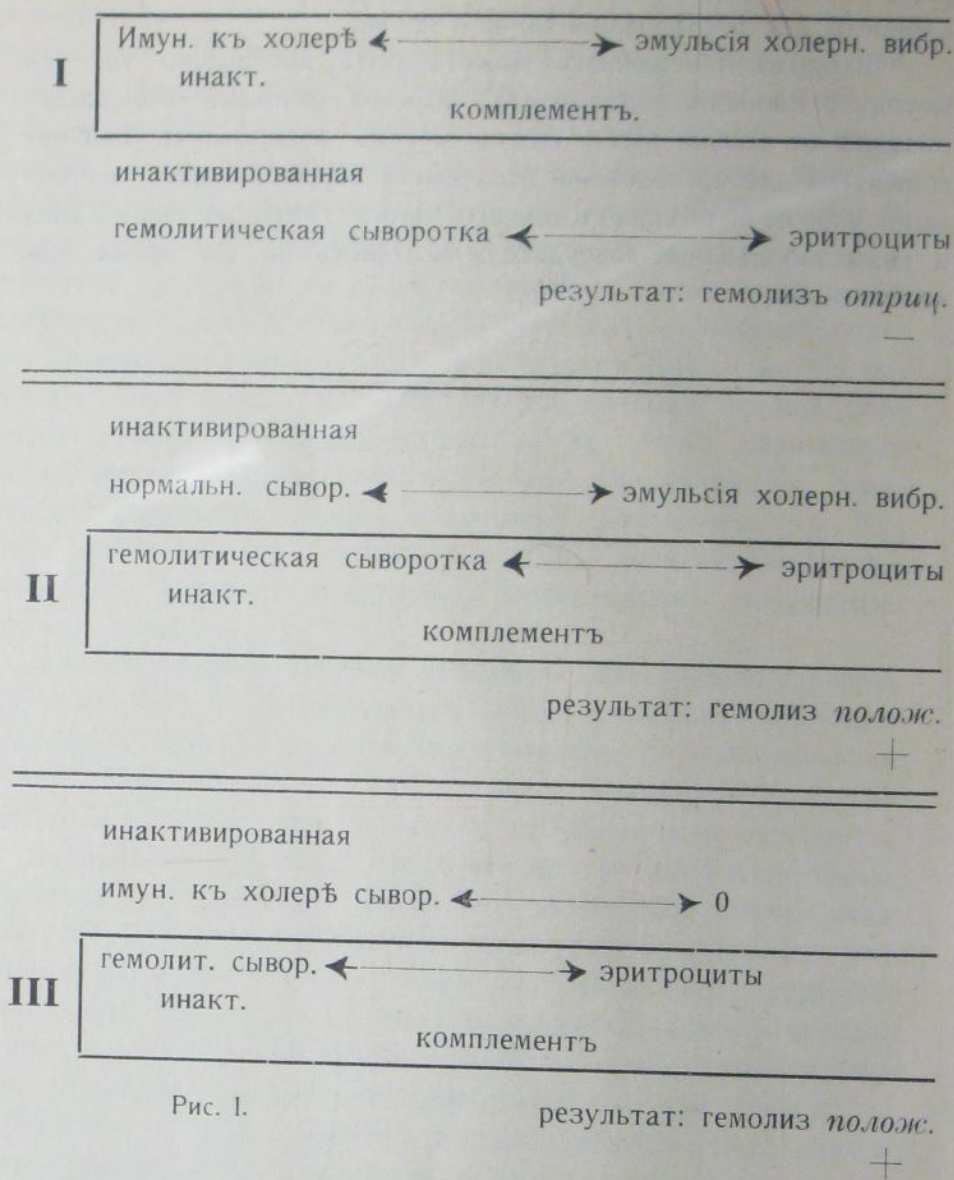 Имун. къ холерѣ ⟵⟶ эмульсія холерн. вибр.
I инакт.
комплементъ.
инактивированная
гемолитическая сыворотка ⟵⟶ эритроциты
результат: гемолизъ отриц.
—
инактивированная
нормальн. сывор. ⟵⟶ эмульсія холерн. вибр.
гемолитическая сыворотка ⟵⟶ эритроциты
II инакт.
комплементъ
результат: гемолиз полож.
+
инактивированная
имун. къ холерѣ сывор. ⟵⟶ 0
гемолит. сывор. ⟵⟶ эритроциты
III инакт.
комплементъ
Рис. I. результат: гемолиз полож.
+